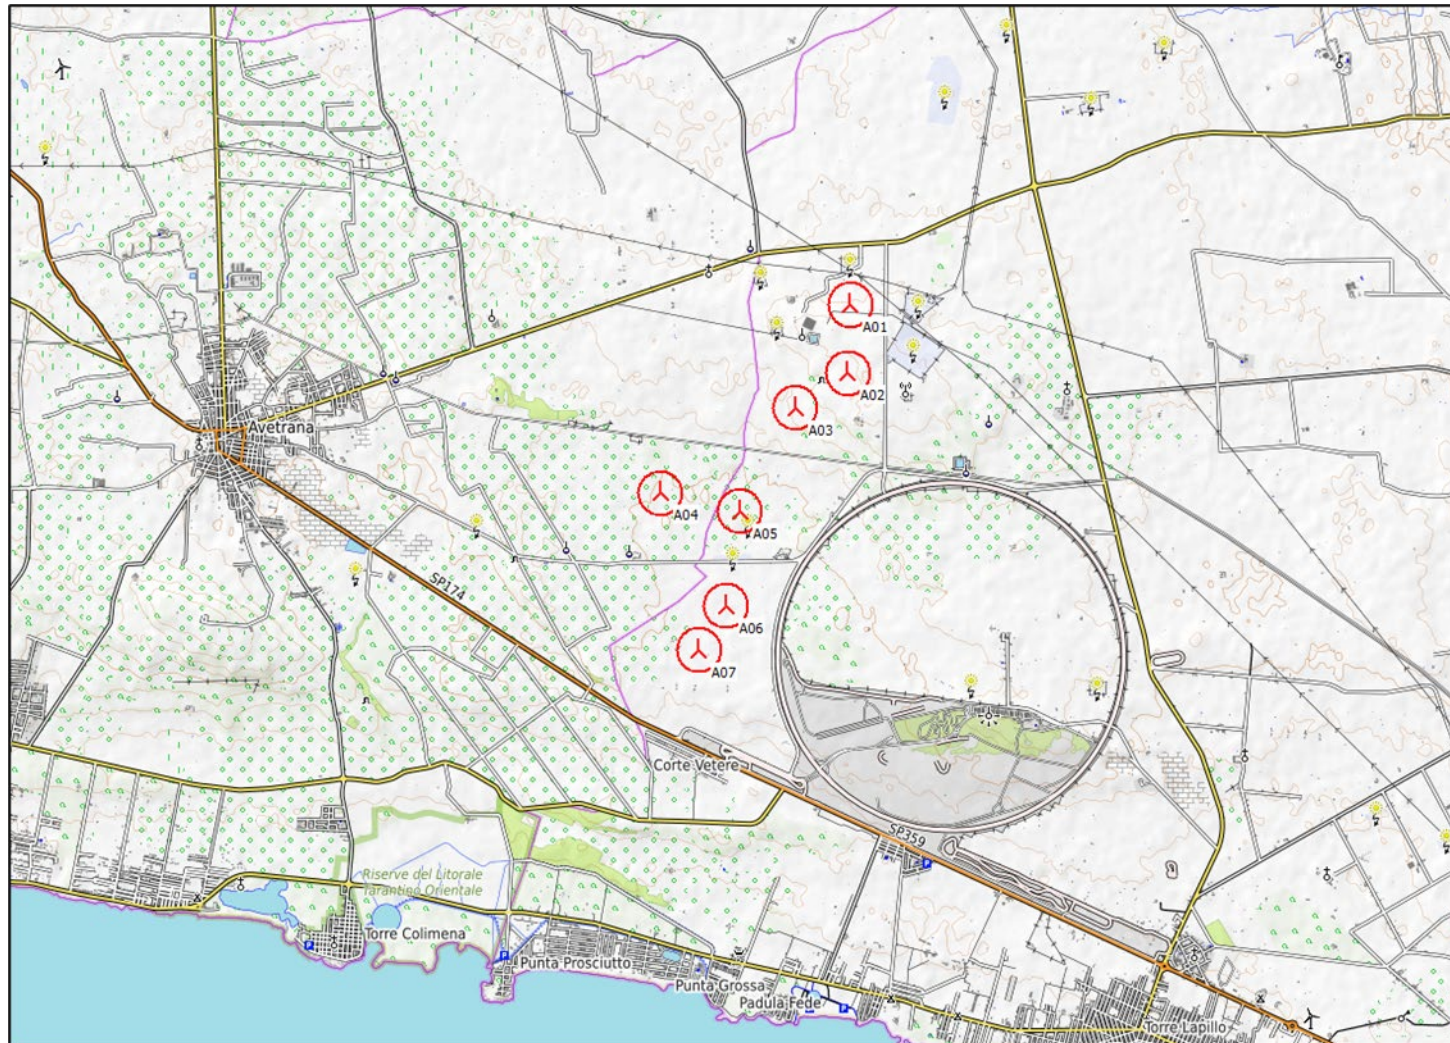 A01
A02
A03
Avetrana
A04
A05
SP174
A06
A07
Corte Vetere
SP359
Riserve del Litorale
Tarantino Orientale
Torre Colimena
Punta Prosciutto
Punta Grossa
Padula Fede
Torre Lapillo
P
P
P
P